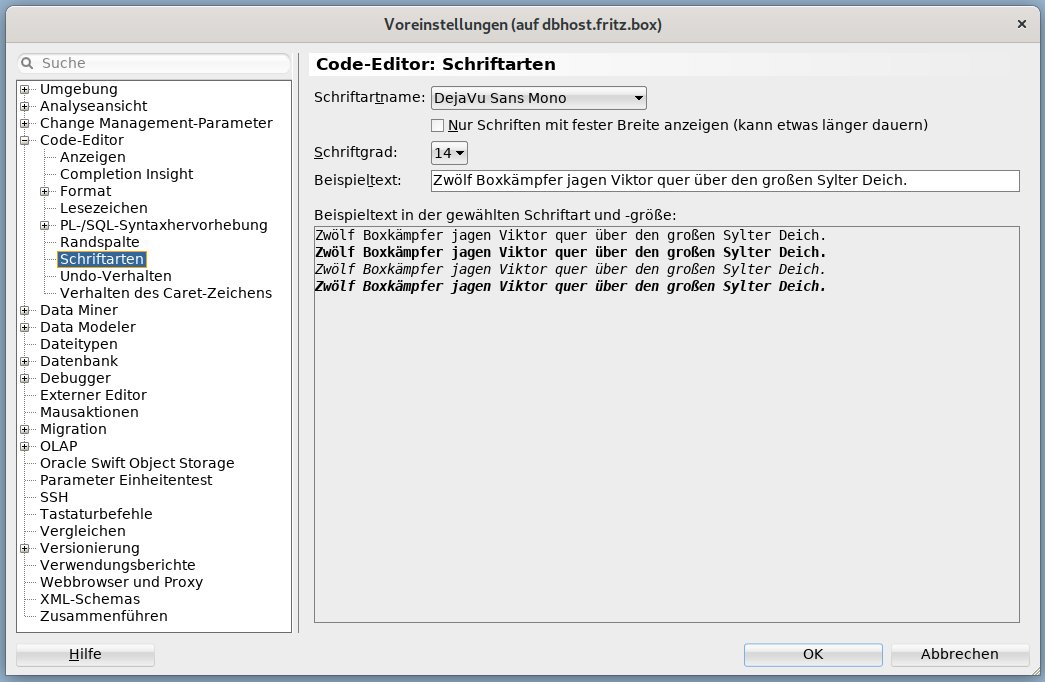 Voreinstellungen (auf dbhost.fritz.box)
Suche
Umgebung
Analyseansicht
Change Management-Parameter
Code-Editor
Anzeigen
Completion Insight
Format
Lesezeichen
PL-/SQL-Syntaxhervorhebung
Randspalte
Schriftarten
Undo-Verhalten
Verhalten des Caret-Zeichens
Data Miner
Data Modeler
Dateitypen
Datenbank
Debugger
Externer Editor
Mausaktionen
Migration
OLAP
Oracle Swift Object Storage
Parameter Einheitentest
SSH
Tastaturbefehle
Vergleichen
Versionierung
Verwendungsberichte
Webbrowser und Proxy
XML-Schemas
Zusammenführen
Code-Editor: Schriftarten
Schriftartname: DejaVu Sans Mono
Nur Schriften mit fester Breite anzeigen (kann etwas länger dauern)
Schriftgrad: 14
Beispieltext: Zwölf Boxkämpfer jagen Viktor quer über den großen Sylter Deich.
Beispieltext in der gewählten Schriftart und -größe:
Zwölf Boxkämpfer jagen Viktor quer über den großen Sylter Deich.
Zwölf Boxkämpfer jagen Viktor quer über den großen Sylter Deich.
Zwölf Boxkämpfer jagen Viktor quer über den großen Sylter Deich.
Zwölf Boxkämpfer jagen Viktor quer über den großen Sylter Deich.
Hilfe OK Abbrechen